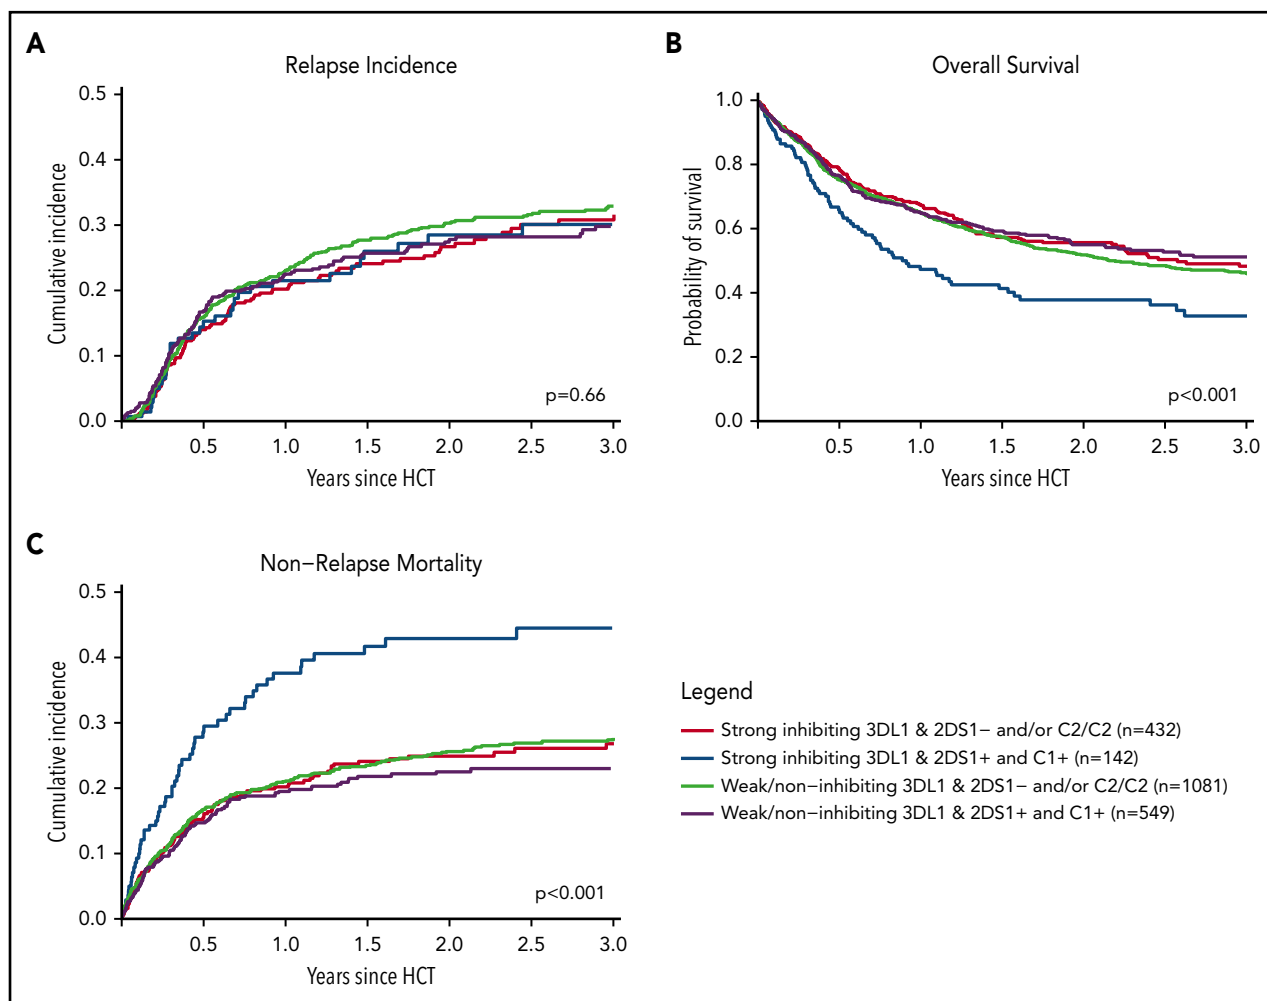 A
Relapse Incidence
Cumulative incidence
0.5
0.4
0.3
0.2
0.1
0.0
p=0.66
0.5 1.0 1.5 2.0 2.5 3.0
Years since HCT
B
Overall Survival
Probability of survival
1.0
0.8
0.6
0.4
0.2
0.0
p<0.001
0.5 1.0 1.5 2.0 2.5 3.0
Years since HCT
C
Non−Relapse Mortality
Cumulative incidence
0.5
0.4
0.3
0.2
0.1
0.0
p<0.001
0.5 1.0 1.5 2.0 2.5 3.0
Years since HCT
Legend
Strong inhibiting 3DL1 & 2DS1− and/or C2/C2 (n=432)
Strong inhibiting 3DL1 & 2DS1+ and C1+ (n=142)
Weak/non−inhibiting 3DL1 & 2DS1− and/or C2/C2 (n=1081)
Weak/non−inhibiting 3DL1 & 2DS1+ and C1+ (n=549)